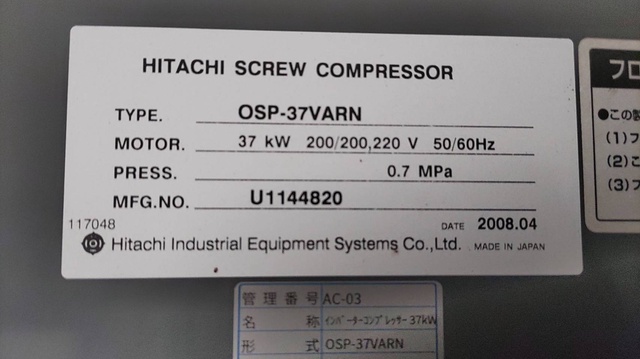 HITACHI SCREW COMPRESSOR
TYPE. OSP-37VARN
MOTOR. 37 kW 200/200,220 V 50/60Hz
PRESS. 0.7 MPa
MFG.NO. U1144820
117048
DATE 2008.04
Hitachi Industrial Equipment Systems Co.,Ltd. MADE IN JAPAN
フロ
●この製
(1)フ
(2)こ
(3)フ
管理番号 AC-03
名称 インバーターコンプレッサー37kW
形式 OSP-37VARN